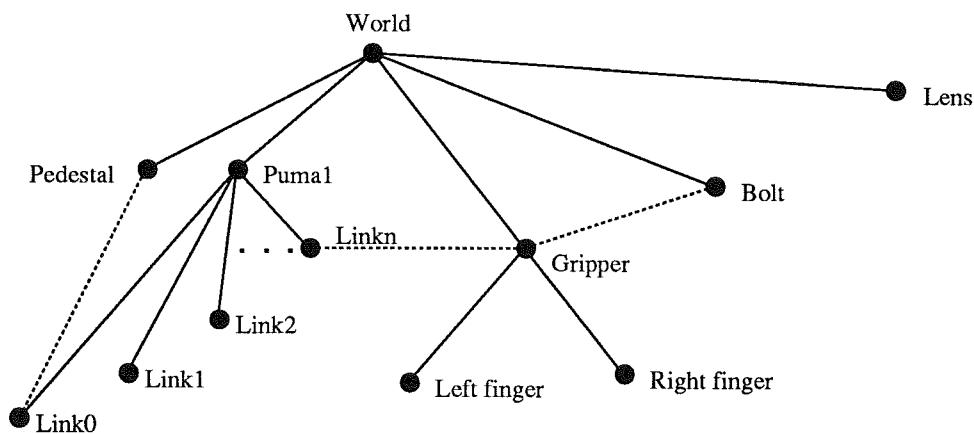 World
Lens
Pedestal
Puma1
Bolt
. . .
Linkn
Gripper
Link2
Link1
Left finger
Right finger
Link0